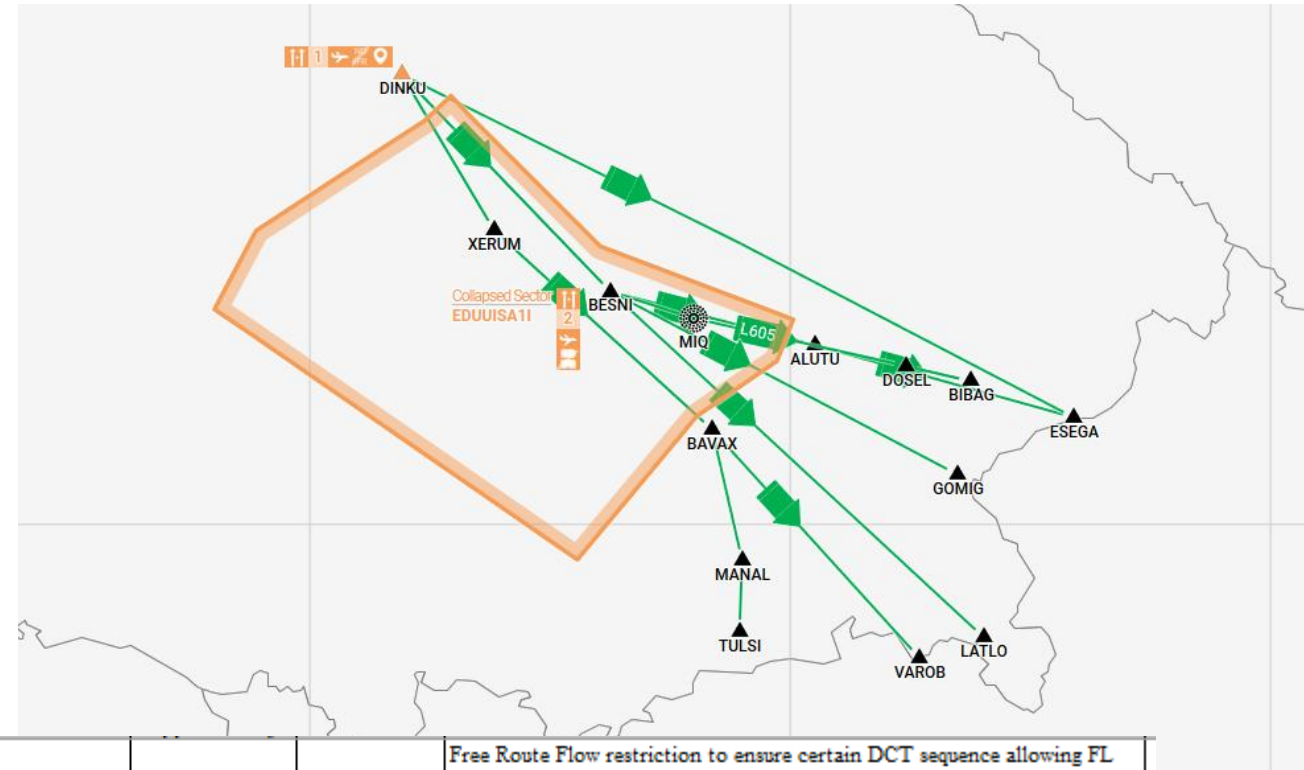 1
DINKU
XERUM
Collapsed Sector
EDUUISA1I
2
BESNI
MIQ
L605
ALUTU
DOSEL
BIBAG
ESEGA
BAVAX
GOMIG
MANAL
TULSI
VAROB
LATLO
Free Route Flow restriction to ensure certain DCT sequence allowing FL